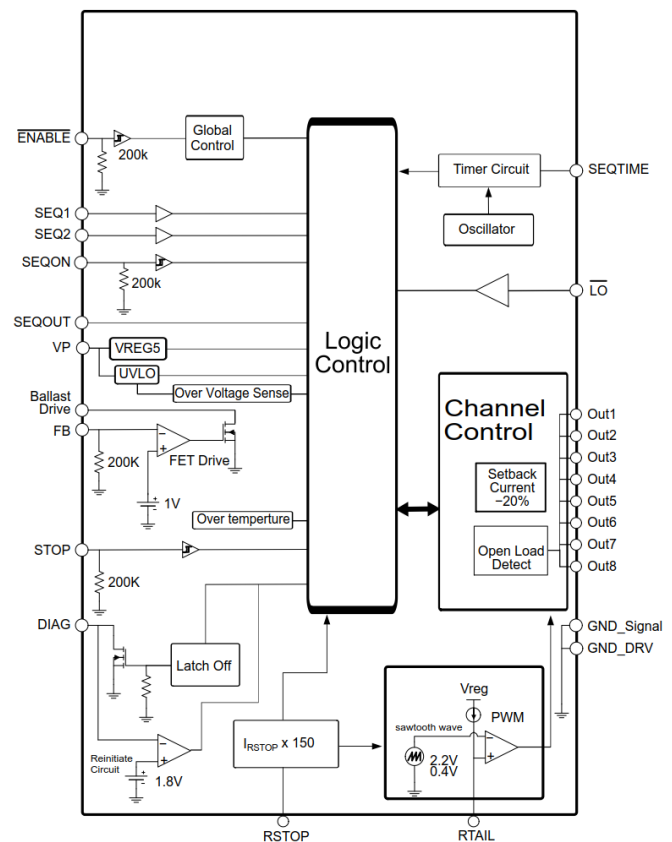 ENABLE
200k
Global
Control
SEQ1
SEQ2
SEQON
200k
SEQOUT
VP
VREG5
UVLO
Over Voltage Sense
Ballast
Drive
FB
200K
FET Drive
1V
Over temperture
STOP
200K
DIAG
Latch Off
Reinitiate
Circuit
1.8V
Logic
Control
Timer Circuit
SEQTIME
Oscillator
LO
Channel
Control
Setback
Current
−20%
Open Load
Detect
Out1
Out2
Out3
Out4
Out5
Out6
Out7
Out8
GND_Signal
GND_DRV
IRSTOP x 150
Vreg
PWM
sawtooth wave
2.2V
0.4V
RSTOP
RTAIL